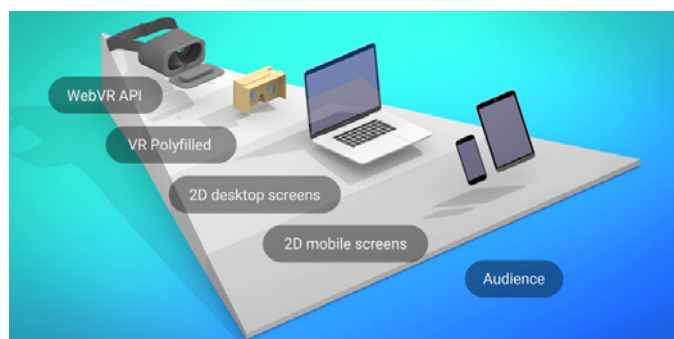 WebVR API
VR Polyfilled
2D desktop screens
2D mobile screens
Audience